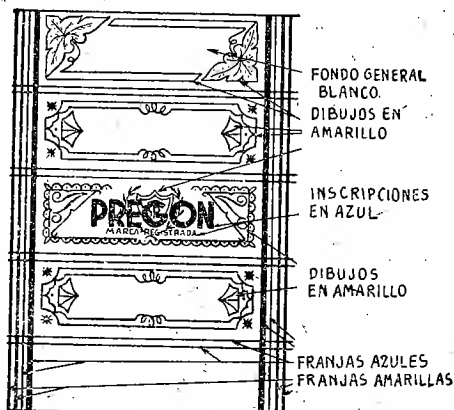 FONDO GENERAL
BLANCO.
DIBUJOS EN
AMARILLO
PREGON
MARCA REGISTRADA
INSCRIPCIONES
EN AZUL
DIBUJOS
EN AMARILLO
FRANJAS AZULES
FRANJAS AMARILLAS